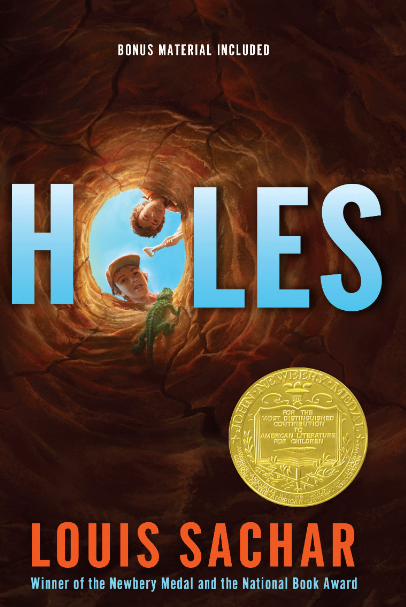 BONUS MATERIAL INCLUDED
HOLES
JOHN NEWBERY MEDAL
FOR THE
MOST DISTINGUISHED
CONTRIBUTION
TO
AMERICAN LITERATURE
FOR CHILDREN
LOUIS SACHAR
Winner of the Newbery Medal and the National Book Award